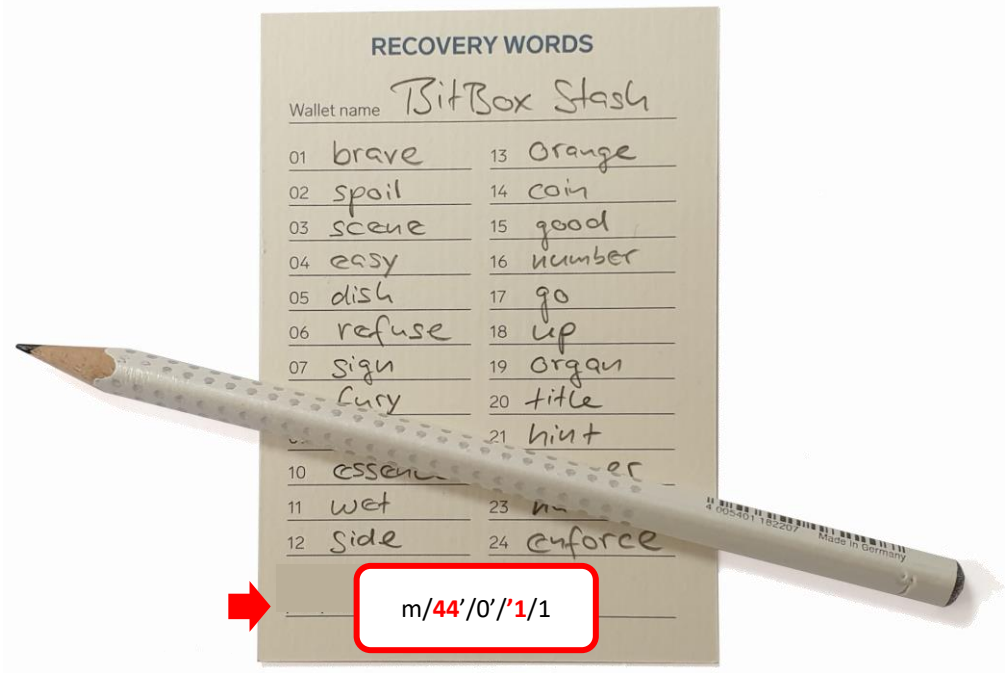 RECOVERY WORDS
Wallet name BitBox Stash
01 brave
02 spoil
03 scene
04 easy
05 dish
06 refuse
07 sign
fury
10
11 wet
12 side
13 orange
14 coin
15 good
16 number
17 go
18 up
19 organ
20 title
21 hint
23
24 enforce
4 005401 182207
Made in Germany
m/44’/0’/’1/1